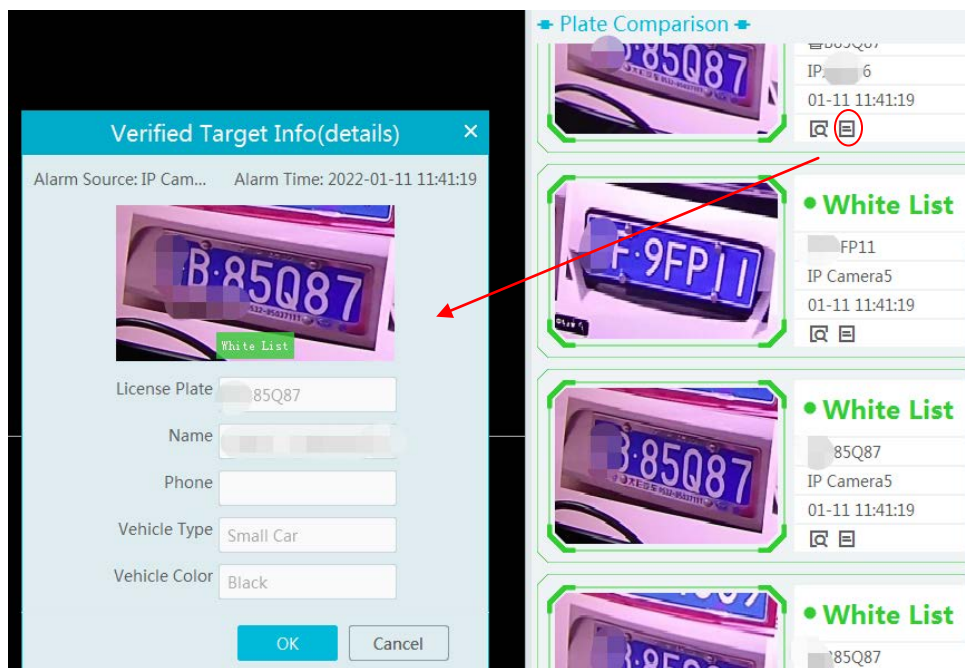 Plate Comparison
IP 6
01-11 11:41:19
Verified Target Info(details)
Alarm Source: IP Cam... Alarm Time: 2022-01-11 11:41:19
B·85Q87
White List
License Plate 85Q87
Name
Phone
Vehicle Type Small Car
Vehicle Color Black
OK Cancel
·85Q87
F·9FP11
White List
FP11
IP Camera5
01-11 11:41:19
B·85Q87
White List
85Q87
IP Camera5
01-11 11:41:19
White List
85Q87